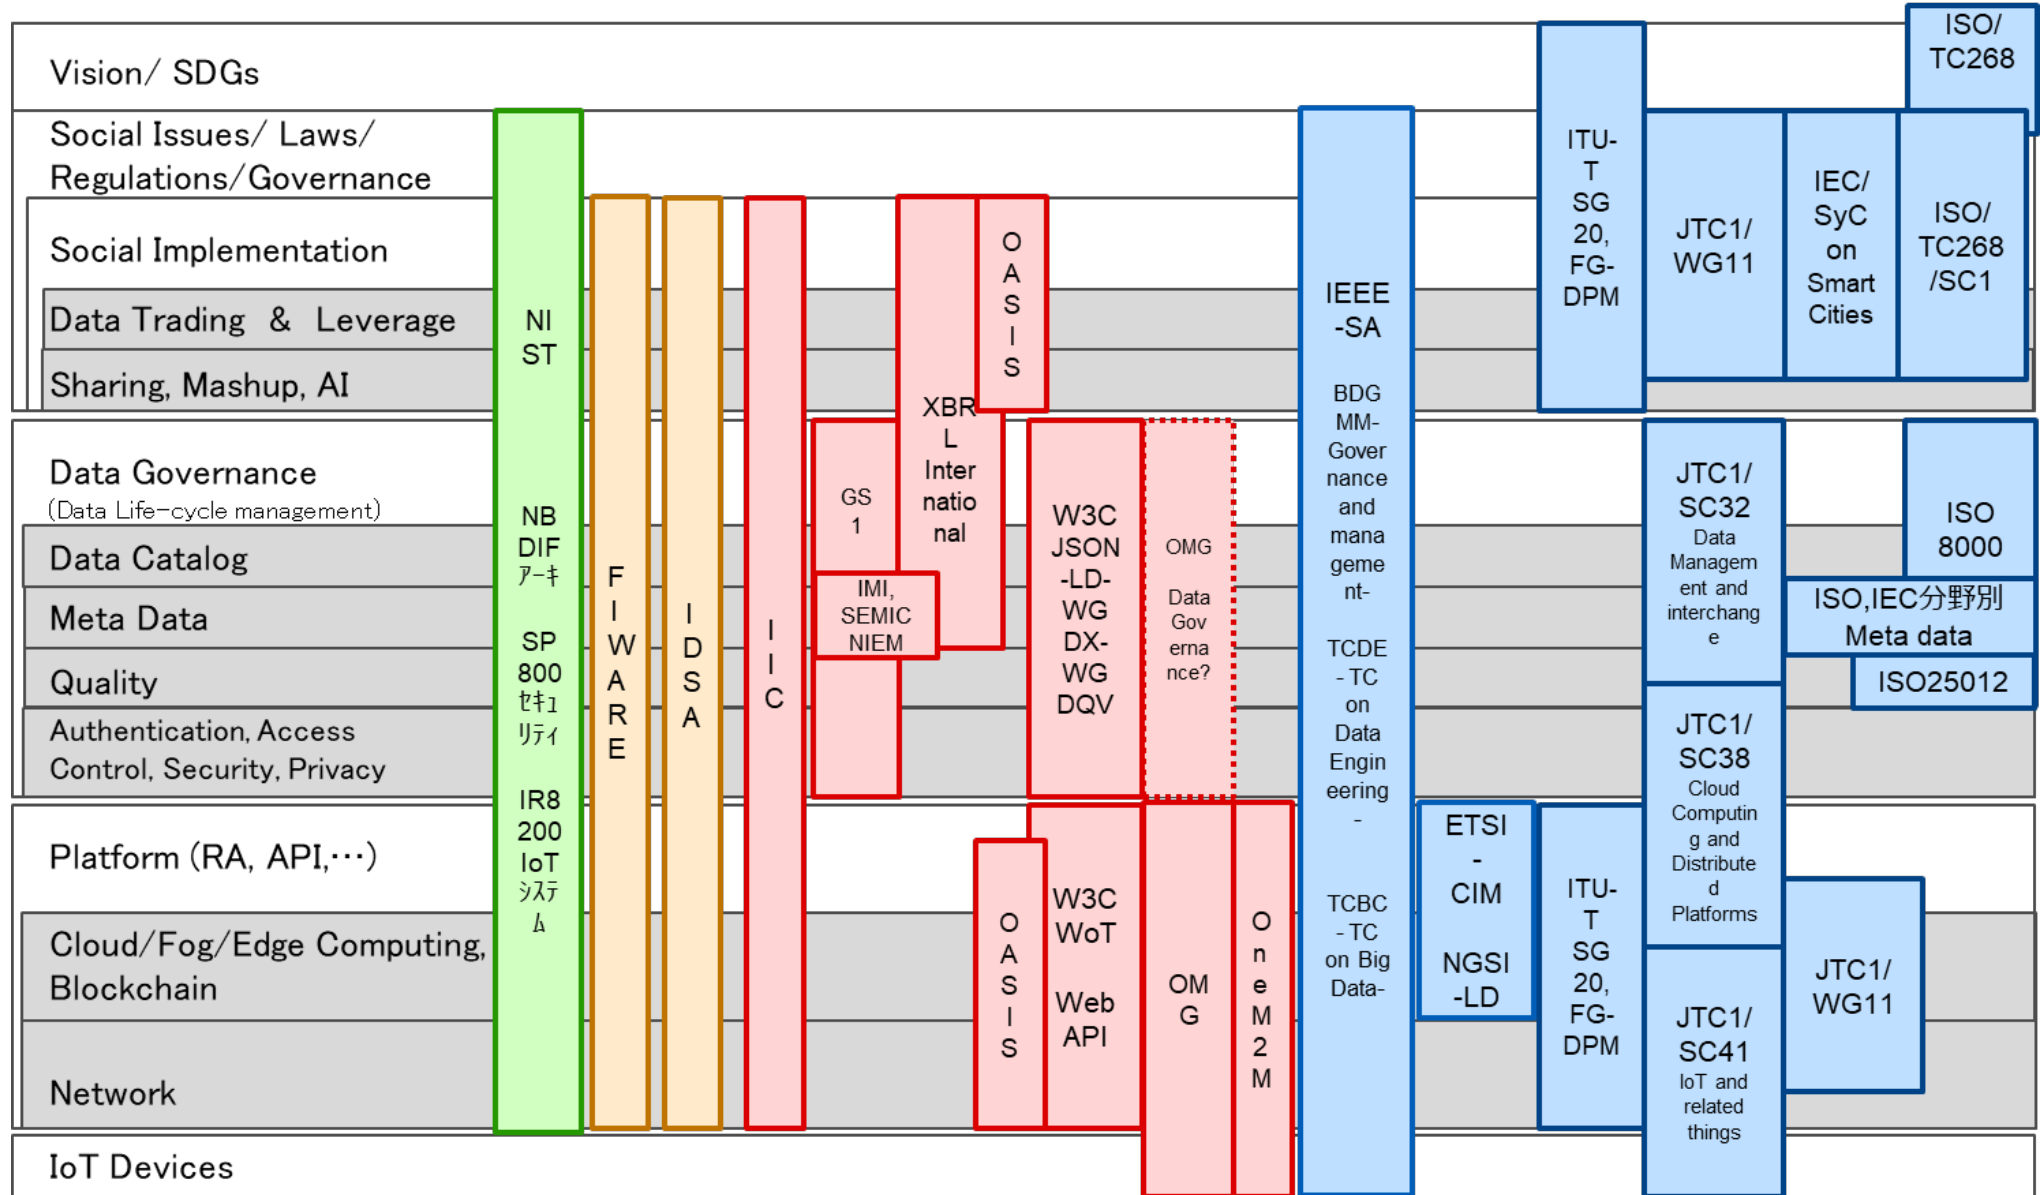 Vision/ SDGs
Social Issues/ Laws/
Regulations/Governance
Social Implementation
Data Trading & Leverage
Sharing, Mashup, AI
Data Governance
(Data Life-cycle management)
Data Catalog
Meta Data
Quality
Authentication, Access
Control, Security, Privacy
Platform (RA, API,…)
Cloud/Fog/Edge Computing,
Blockchain
Network
IoT Devices
NI
ST
NB
DIF
ｱｰｷ
SP
800
ｾｷｭ
ﾘﾃｨ
IR8
200
IoT
ｼｽﾃ
ﾑ
F
I
W
A
R
E
I
D
S
A
I
I
C
GS
1
IMI,
SEMIC
NIEM
XBR
L
Inter
natio
nal
O
A
S
I
S
W3C
JSON
-LD-
WG
DX-
WG
DQV
OMG
Data
Gov
erna
nce?
O
A
S
I
S
W3C
WoT
Web
API
OM
G
O
n
e
M
2
M
IEEE
-SA
BDG
MM-
Gover
nance
and
mana
geme
nt-
TCDE
- TC
on
Data
Engin
eering
-
TCBC
- TC
on Big
Data-
ETSI
-
CIM
NGSI
-LD
ITU-
T
SG
20,
FG-
DPM
ITU-
T
SG
20,
FG-
DPM
JTC1/
WG11
IEC/
SyC
on
Smart
Cities
ISO/
TC268
ISO/
TC268
/SC1
JTC1/
SC32
Data
Managem
ent and
interchang
e
ISO
8000
ISO,IEC分野別
Meta data
ISO25012
JTC1/
SC38
Cloud
Computin
g and
Distribute
d
Platforms
JTC1/
SC41
IoT and
related
things
JTC1/
WG11